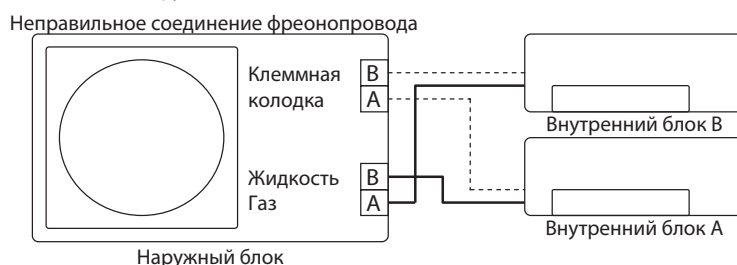 Неправильное соединение фреонопровода
Клеммная
колодка
B
A
Жидкость
Газ
B
A
Наружный блок
Внутренний блок B
Внутренний блок A